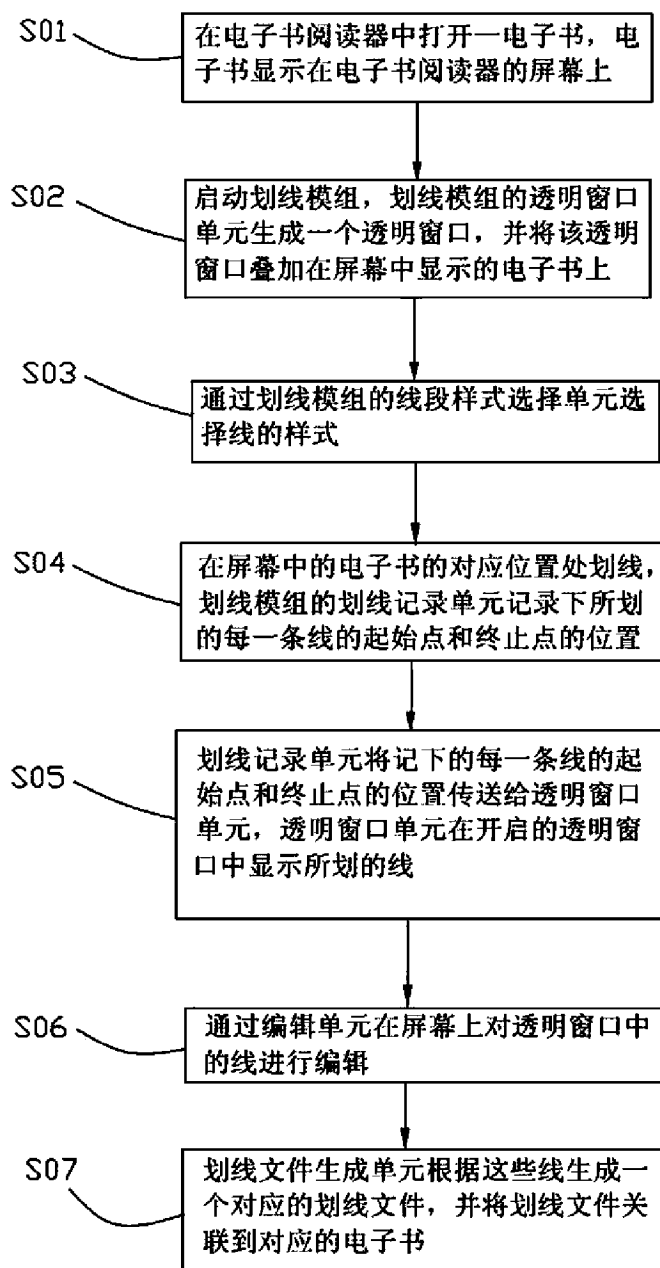 S01
在电子书阅读器中打开一电子书，电
子书显示在电子书阅读器的屏幕上
S02
启动划线模组，划线模组的透明窗口
单元生成一个透明窗口，并将该透明
窗口叠加在屏幕中显示的电子书上
S03
通过划线模组的线段样式选择单元选
择线的样式
S04
在屏幕中的电子书的对应位置处划线，
划线模组的划线记录单元记录下所划
的每一条线的起始点和终止点的位置
S05
划线记录单元将记下的每一条线的起
始点和终止点的位置传送给透明窗口
单元，透明窗口单元在开启的透明窗
口中显示所划的线
S06
通过编辑单元在屏幕上对透明窗口中
的线进行编辑
S07
划线文件生成单元根据这些线生成一
个对应的划线文件，并将划线文件关
联到对应的电子书